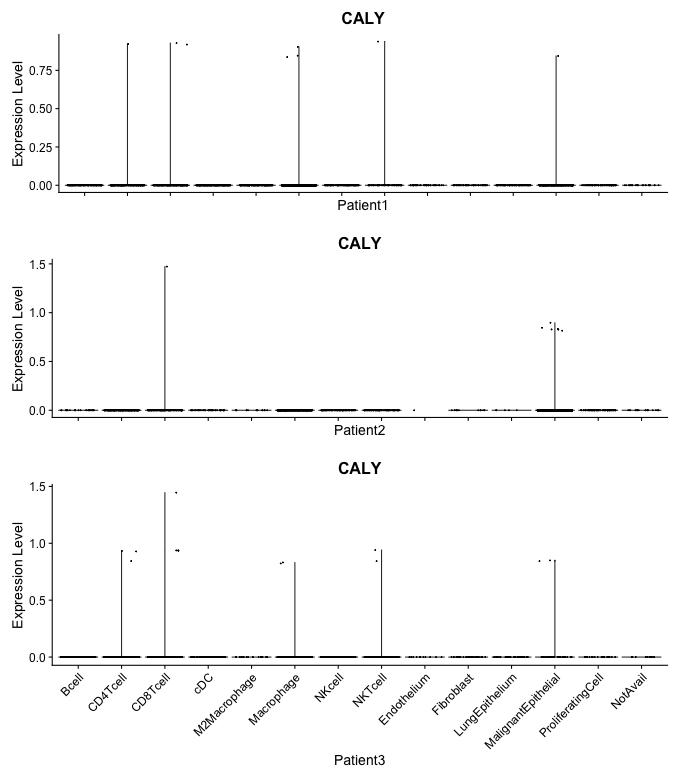 CALY
Expression Level
0.75
0.50
0.25
0.00
Patient1
CALY
Expression Level
1.5
1.0
0.5
0.0
Patient2
CALY
Expression Level
1.5
1.0
0.5
0.0
Bcell
CD4Tcell
CD8Tcell
cDC
M2Macrophage
Macrophage
NKcell
NKTcell
Endothelium
Fibroblast
LungEpithelium
MalignantEpithelial
ProliferatingCell
NotAvail
Patient3